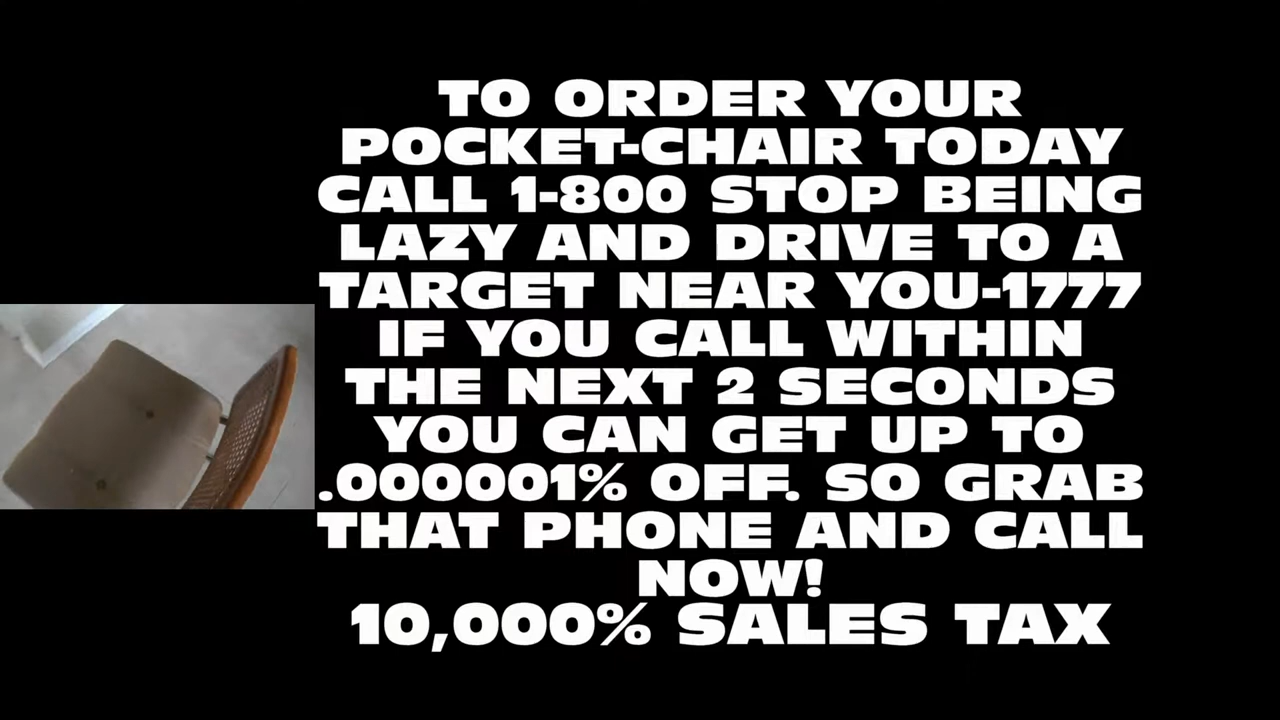 TO ORDER YOUR
POCKET-CHAIR TODAY
CALL 1-800 STOP BEING
LAZY AND DRIVE TO A
TARGET NEAR YOU-1777
IF YOU CALL WITHIN
THE NEXT 2 SECONDS
YOU CAN GET UP TO
.000001% OFF. SO GRAB
THAT PHONE AND CALL
NOW!
10,000% SALES TAX